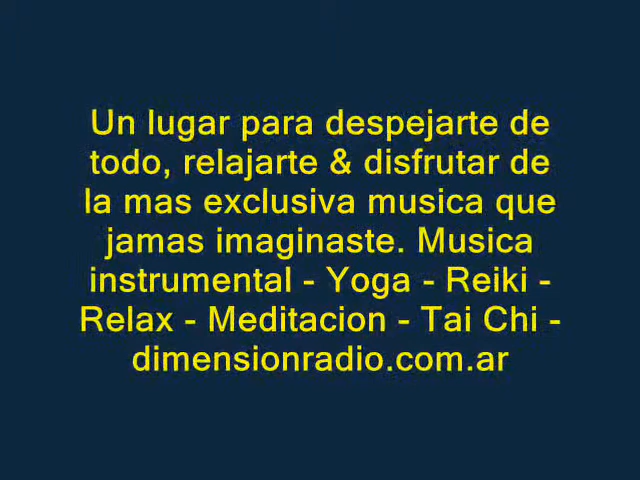 Un lugar para despejarte de
todo, relajarte & disfrutar de
la mas exclusiva musica que
jamas imaginaste. Musica
instrumental - Yoga - Reiki -
Relax - Meditacion - Tai Chi -
dimensionradio.com.ar